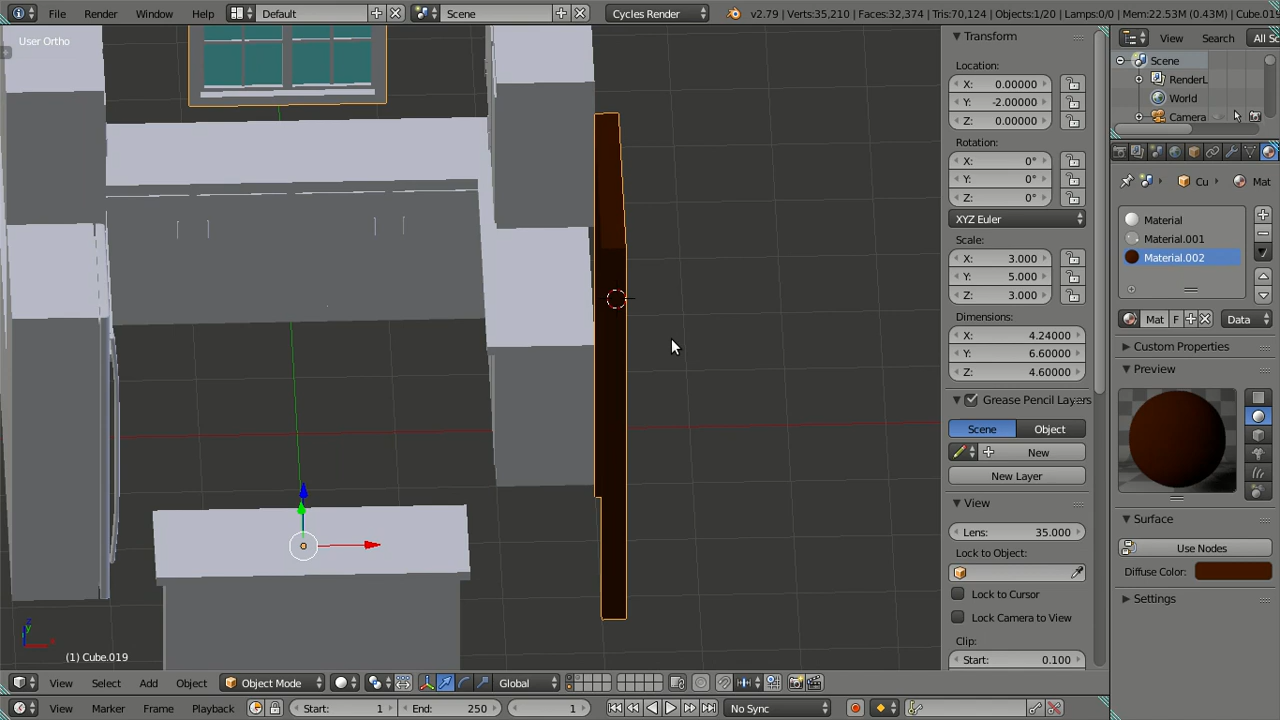 File Render Window Help Default Scene Cycles Render v2.79 | Verts:35,210 | Faces:32,374 | Tris:70,124 | Objects:1/20 | Lamps:0/0 | Mem:22.53M (0.43M) | Cube.019
User Ortho
(1) Cube.019
Transform
Location:
X: 0.00000
Y: -2.00000
Z: 0.00000
Rotation:
X: 0°
Y: 0°
Z: 0°
XYZ Euler
Scale:
X: 3.000
Y: 5.000
Z: 3.000
Dimensions:
X: 4.24000
Y: 6.60000
Z: 4.60000
Grease Pencil Layers
Scene Object
New
New Layer
View
Lens: 35.000
Lock to Object:
Lock to Cursor
Lock Camera to View
Clip:
Start: 0.100
View Search All Sc
Scene
RenderL
World
Camera
Cu Mat
Material
Material.001
Material.002
Mat F Data
Custom Properties
Preview
Surface
Use Nodes
Diffuse Color:
Settings
View Select Add Object Object Mode Global
View Marker Frame Playback Start: 1 End: 250 1 No Sync